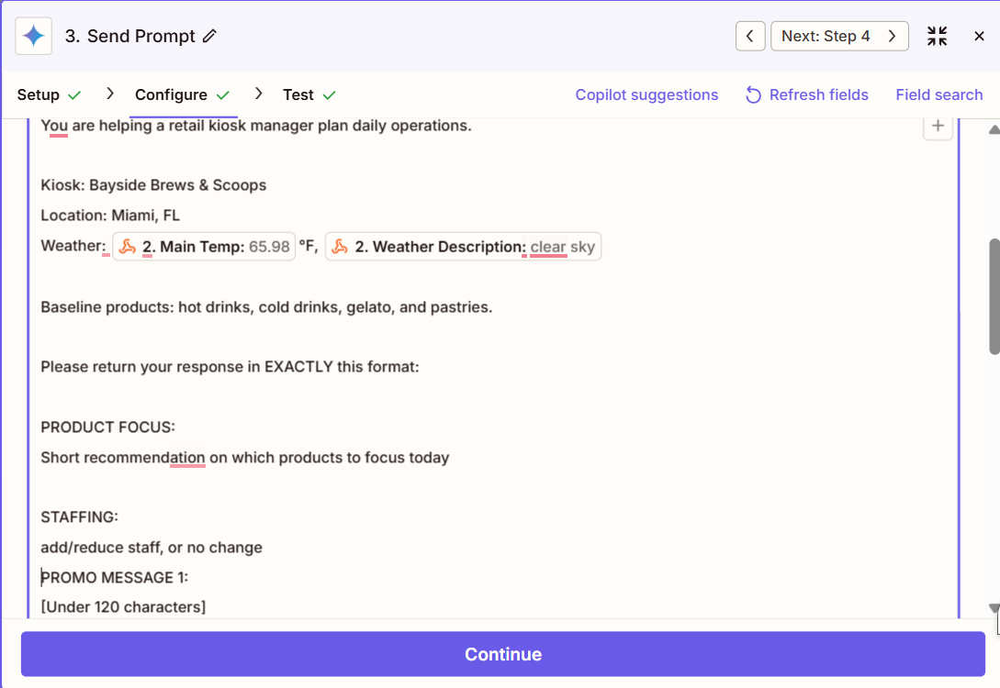 3. Send Prompt
Next: Step 4
Setup
Configure
Test
Copilot suggestions
Refresh fields
Field search
You are helping a retail kiosk manager plan daily operations.
Kiosk: Bayside Brews & Scoops
Location: Miami, FL
Weather: 2. Main Temp: 65.98 °F, 2. Weather Description: clear sky
Baseline products: hot drinks, cold drinks, gelato, and pastries.
Please return your response in EXACTLY this format:
PRODUCT FOCUS:
Short recommendation on which products to focus today
STAFFING:
add/reduce staff, or no change
PROMO MESSAGE 1:
[Under 120 characters]
Continue